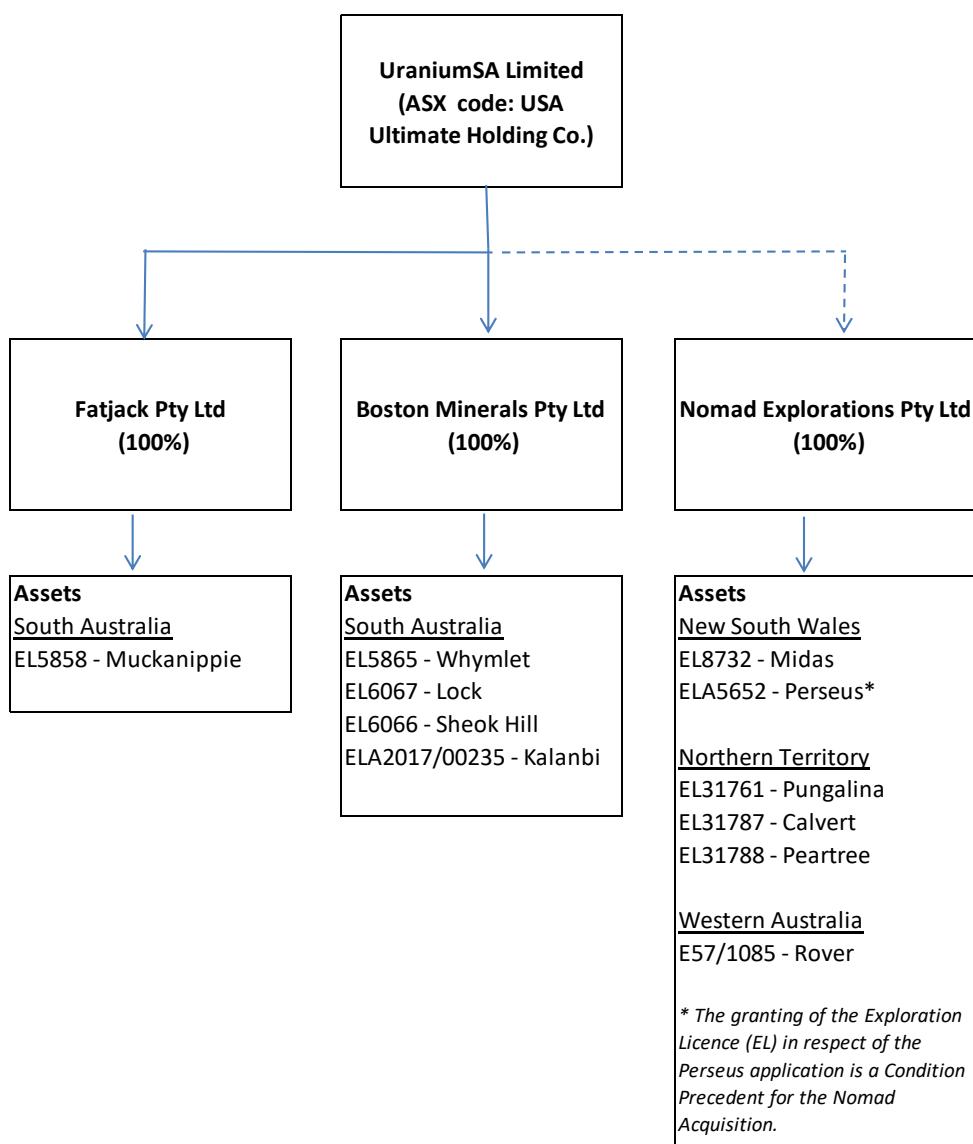 UraniumSA Limited
(ASX code: USA
Ultimate Holding Co.)
Fatjack Pty Ltd
(100%)
Boston Minerals Pty Ltd
(100%)
Nomad Explorations Pty Ltd
(100%)
Assets
South Australia
EL5858 - Muckanippie
Assets
South Australia
EL5865 - Whymlet
EL6067 - Lock
EL6066 - Sheok Hill
ELA2017/00235 - Kalanbi
Assets
New South Wales
EL8732 - Midas
ELA5652 - Perseus*
Northern Territory
EL31761 - Pungalina
EL31787 - Calvert
EL31788 - Peartree
Western Australia
E57/1085 - Rover
* The granting of the Exploration
Licence (EL) in respect of the
Perseus application is a Condition
Precedent for the Nomad
Acquisition.